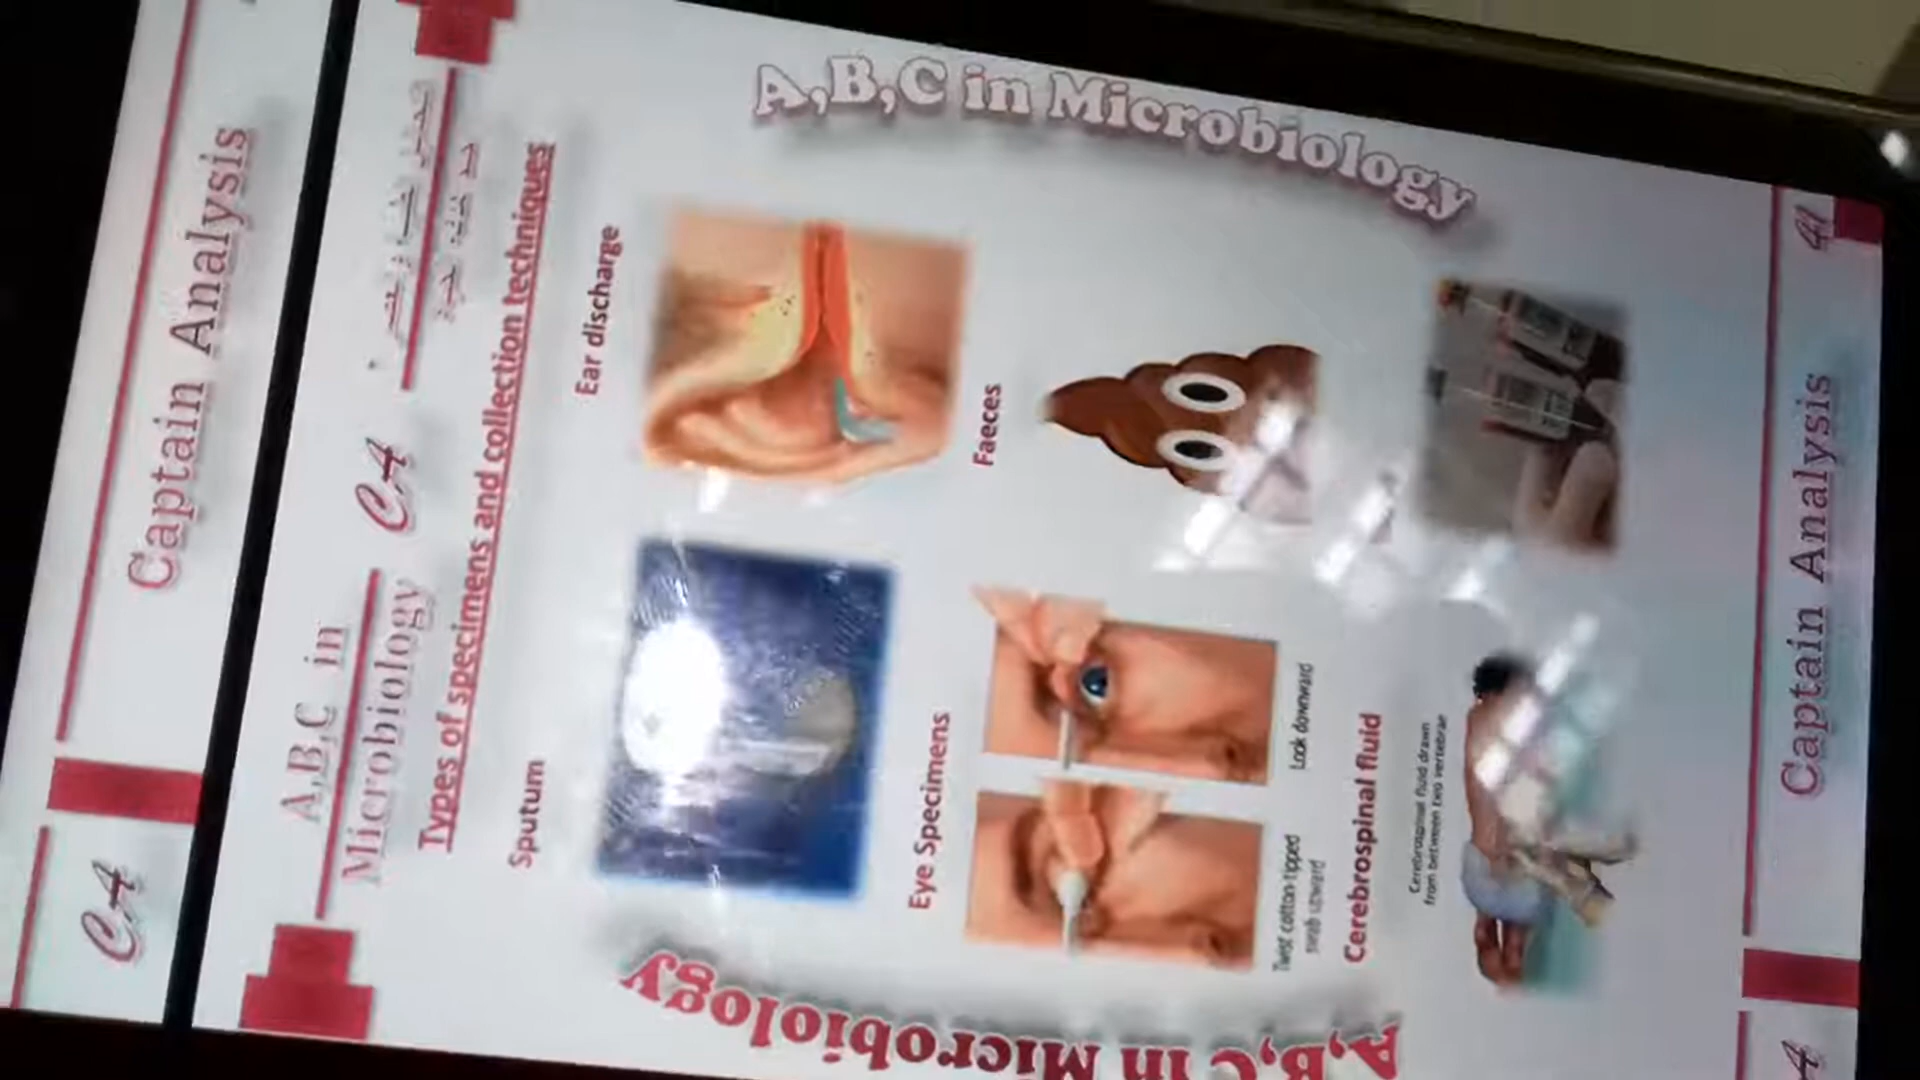 Captain Analysis
CA
A,B,C in
Microbiology
CA
Types of specimens and collection techniques
Sputum
Ear discharge
Eye Specimens
Faeces
Twist cotton-tipped
swab upward
Look downward
Cerebrospinal fluid
Cerebrospinal fluid drawn
from between two vertebrae
A,B,C in Microbiology
A,B,C in Microbiology
Captain Analysis
41